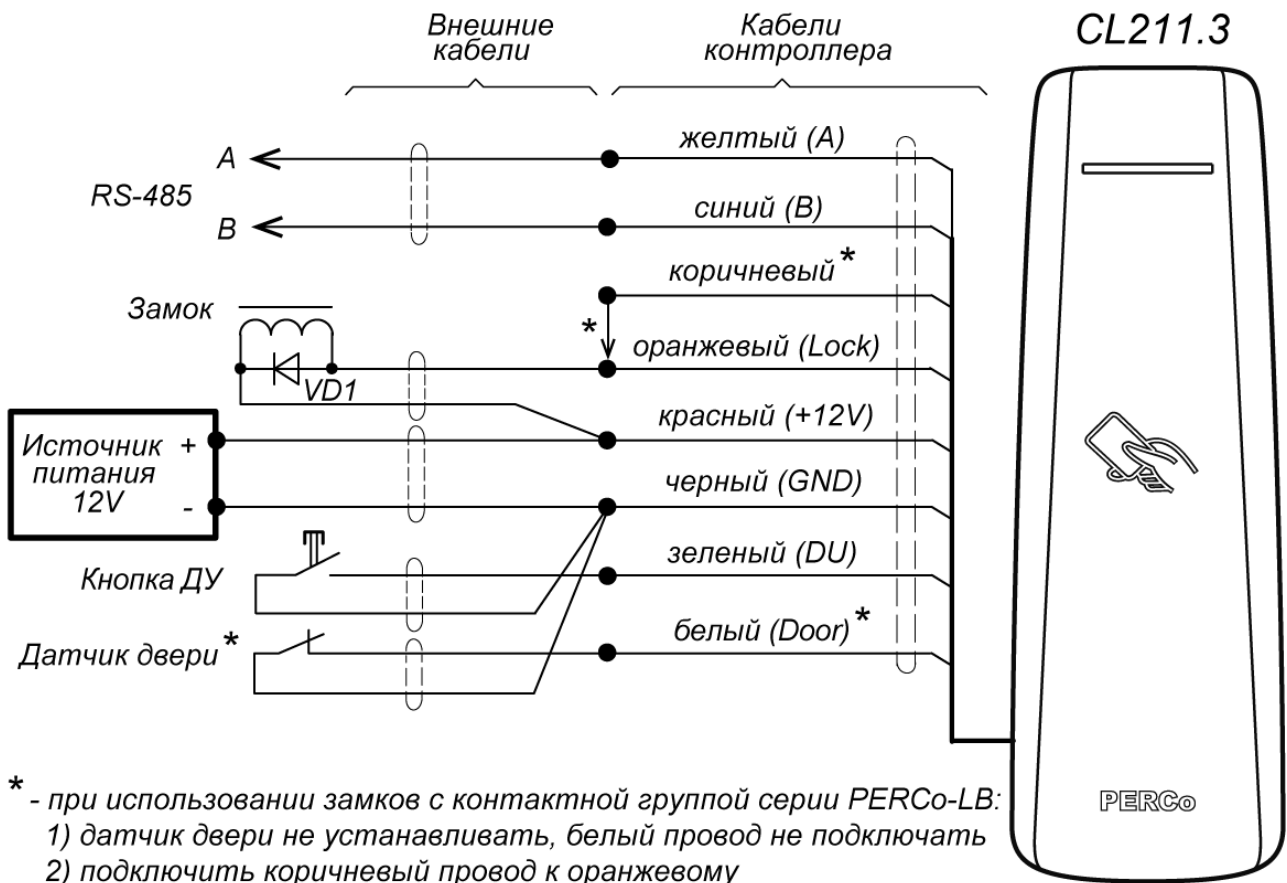 Внешние
кабели
Кабели
контроллера
CL211.3
A
желтый (A)
RS-485
B
синий (B)
коричневый*
Замок
*
оранжевый (Lock)
VD1
красный (+12V)
Источник
питания
12V
+
-
черный (GND)
Кнопка ДУ
зеленый (DU)
Датчик двери*
белый (Door)*
* - при использовании замков с контактной группой серии PERCo-LB:
1) датчик двери не устанавливать, белый провод не подключать
2) подключить коричневый провод к оранжевому
PERCo